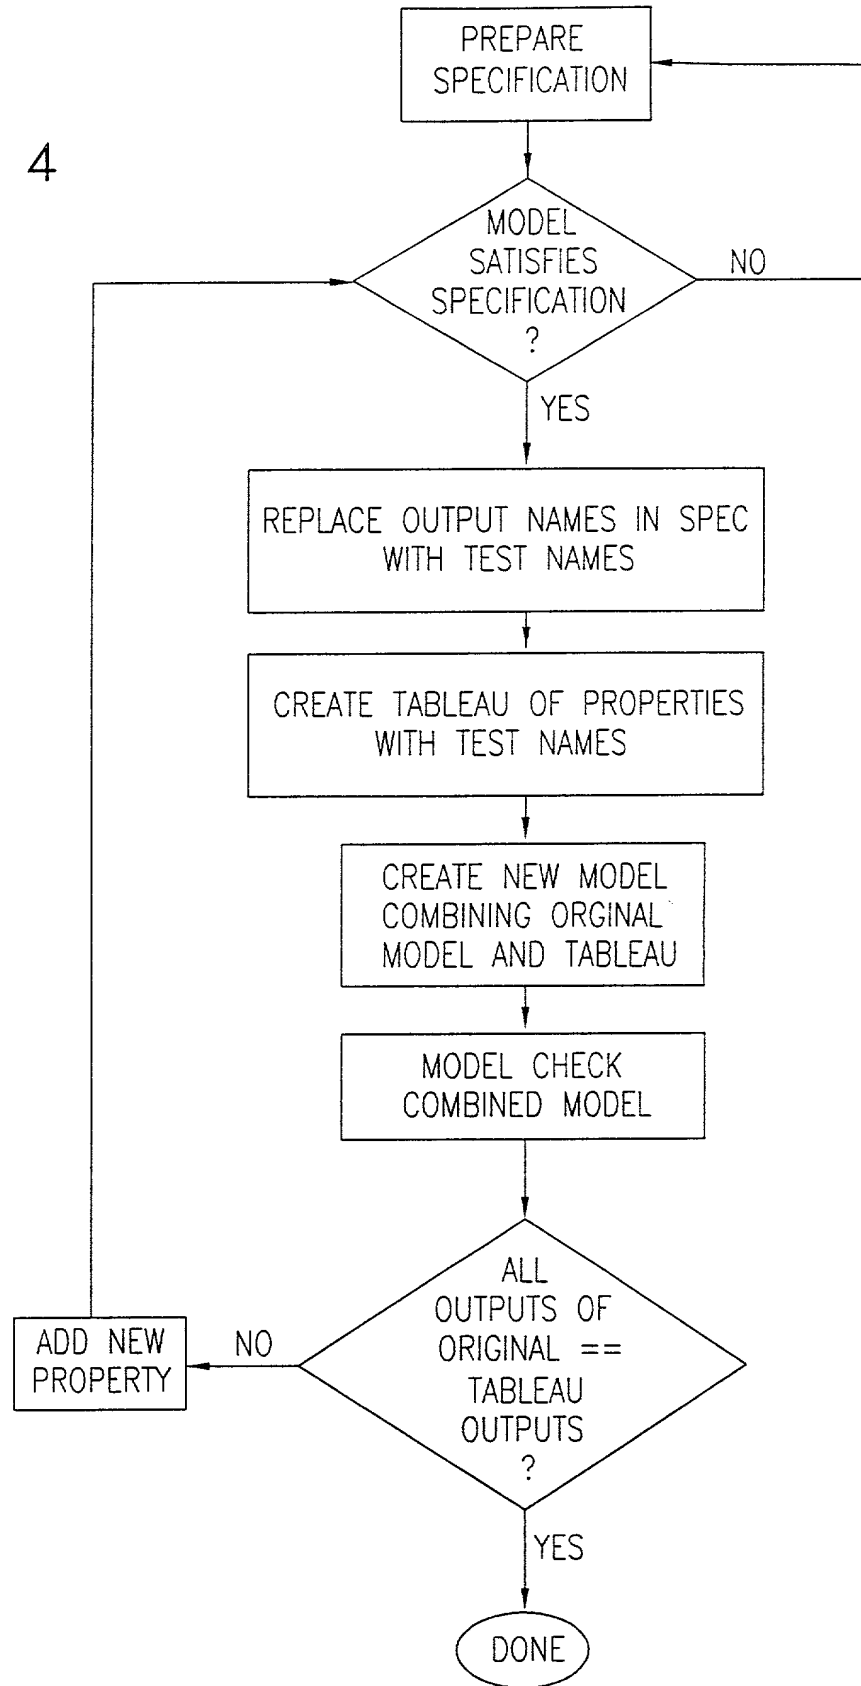 PREPARE
SPECIFICATION
4
MODEL
SATISFIES
SPECIFICATION
?
NO
YES
REPLACE OUTPUT NAMES IN SPEC
WITH TEST NAMES
CREATE TABLEAU OF PROPERTIES
WITH TEST NAMES
CREATE NEW MODEL
COMBINING ORGINAL
MODEL AND TABLEAU
MODEL CHECK
COMBINED MODEL
ALL
OUTPUTS OF
ORIGINAL ==
TABLEAU
OUTPUTS
?
NO
ADD NEW
PROPERTY
YES
DONE